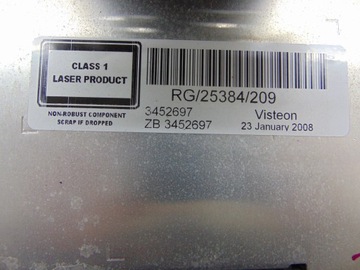 CLASS 1
LASER PRODUCT
NON-ROBUST COMPONENT
SCRAP IF DROPPED
RG/25384/209
3452697 Visteon
ZB 3452697 23 January 2008